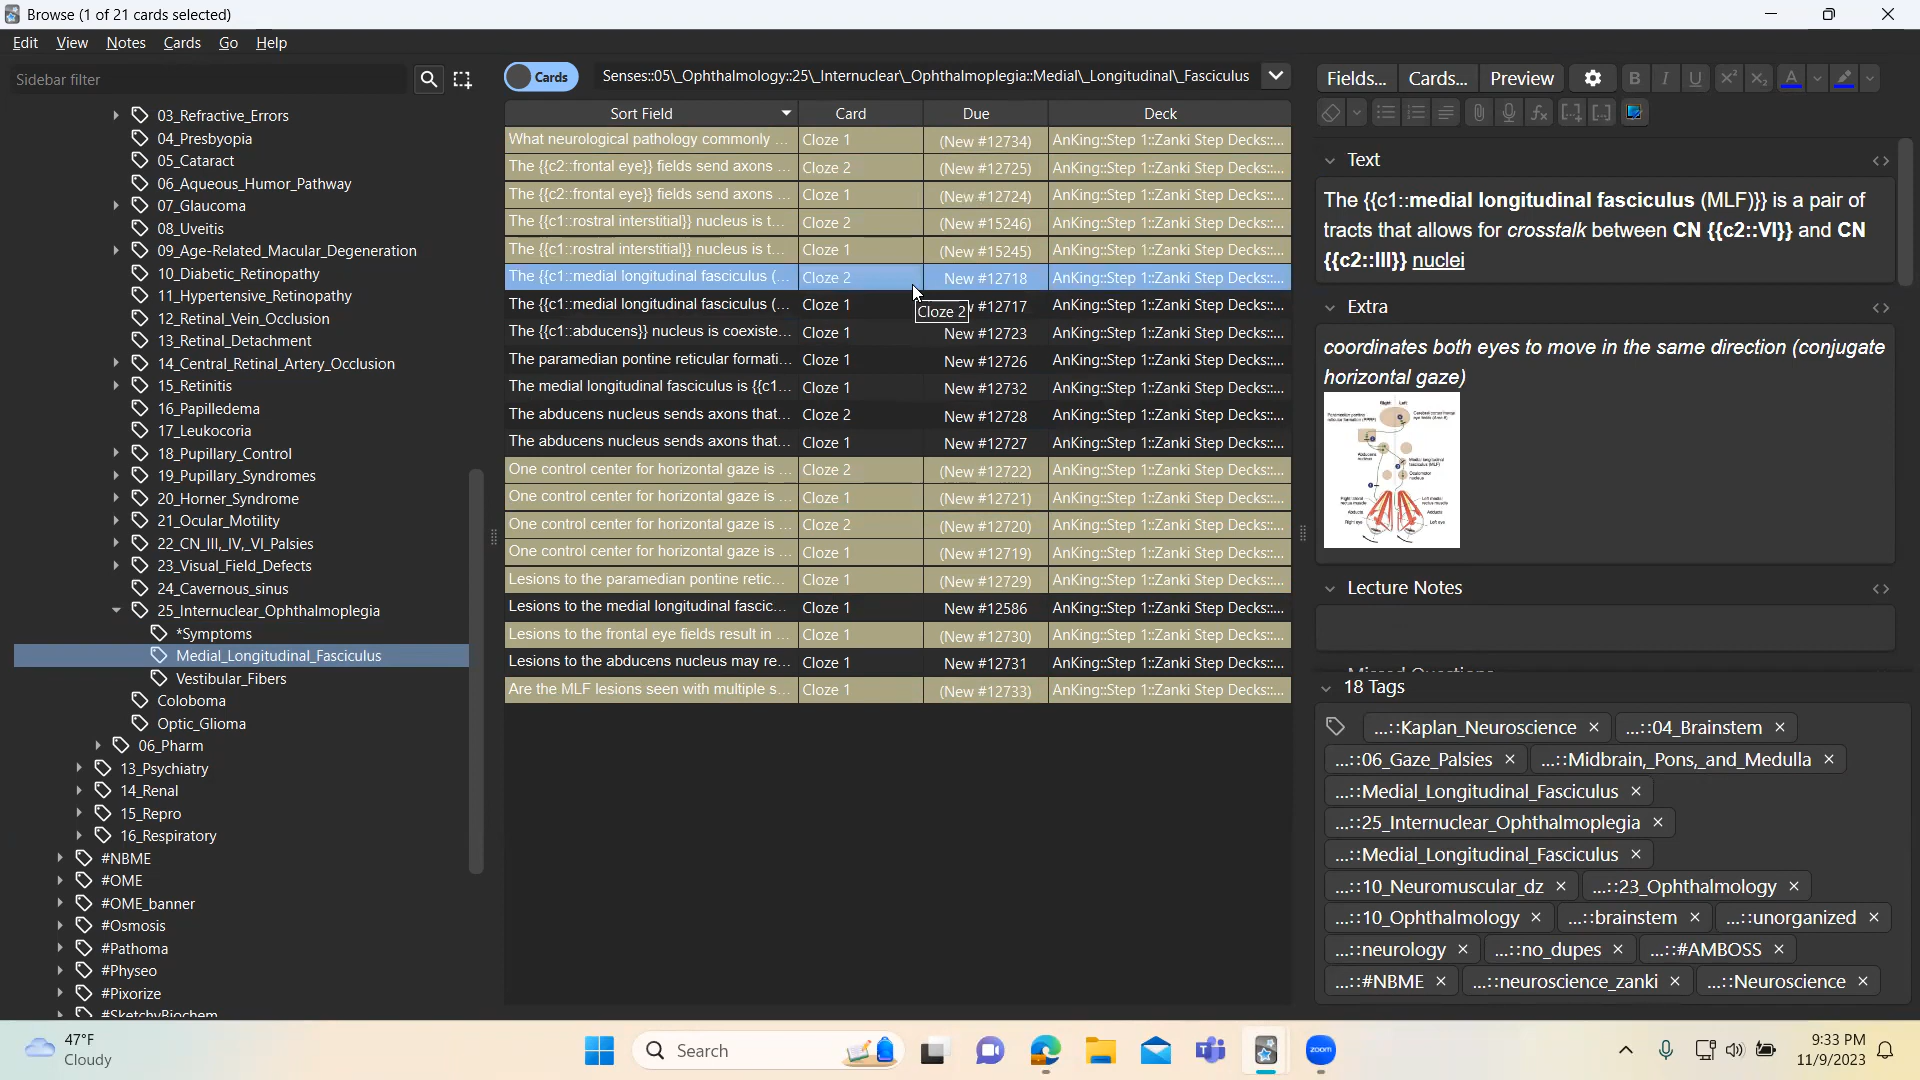 Browse (1 of 21 cards selected)
Edit View Notes Cards Go Help
Sidebar filter
03_Refractive_Errors
04_Presbyopia
05_Cataract
06_Aqueous_Humor_Pathway
07_Glaucoma
08_Uveitis
09_Age-Related_Macular_Degeneration
10_Diabetic_Retinopathy
11_Hypertensive_Retinopathy
12_Retinal_Vein_Occlusion
13_Retinal_Detachment
14_Central_Retinal_Artery_Occlusion
15_Retinitis
16_Papilledema
17_Leukocoria
18_Pupillary_Control
19_Pupillary_Syndromes
20_Horner_Syndrome
21_Ocular_Motility
22_CN_III,_IV,_VI_Palsies
23_Visual_Field_Defects
24_Cavernous_sinus
25_Internuclear_Ophthalmoplegia
*Symptoms
Medial_Longitudinal_Fasciculus
Vestibular_Fibers
Coloboma
Optic_Glioma
06_Pharm
13_Psychiatry
14_Renal
15_Repro
16_Respiratory
#NBME
#OME
#OME_banner
#Osmosis
#Pathoma
#Physeo
#Pixorize
#SketchyBiochem
Cards Senses::05\_Ophthalmology::25\_Internuclear\_Ophthalmoplegia::Medial\_Longitudinal\_Fasciculus
Sort Field Card Due Deck
What neurological pathology commonly ... Cloze 1 (New #12734) AnKing::Step 1::Zanki Step Decks::...
The {{c2::frontal eye}} fields send axons ... Cloze 2 (New #12725) AnKing::Step 1::Zanki Step Decks::...
The {{c2::frontal eye}} fields send axons ... Cloze 1 (New #12724) AnKing::Step 1::Zanki Step Decks::...
The {{c1::rostral interstitial}} nucleus is t... Cloze 2 (New #15246) AnKing::Step 1::Zanki Step Decks::...
The {{c1::rostral interstitial}} nucleus is t... Cloze 1 (New #15245) AnKing::Step 1::Zanki Step Decks::...
The {{c1::medial longitudinal fasciculus (... Cloze 2 New #12718 AnKing::Step 1::Zanki Step Decks::...
The {{c1::medial longitudinal fasciculus (... Cloze 1 #12717 AnKing::Step 1::Zanki Step Decks::...
Cloze 2
The {{c1::abducens}} nucleus is coexiste... Cloze 1 New #12723 AnKing::Step 1::Zanki Step Decks::...
The paramedian pontine reticular formati... Cloze 1 New #12726 AnKing::Step 1::Zanki Step Decks::...
The medial longitudinal fasciculus is {{c1... Cloze 1 New #12732 AnKing::Step 1::Zanki Step Decks::...
The abducens nucleus sends axons that... Cloze 2 New #12728 AnKing::Step 1::Zanki Step Decks::...
The abducens nucleus sends axons that... Cloze 1 New #12727 AnKing::Step 1::Zanki Step Decks::...
One control center for horizontal gaze is ... Cloze 2 (New #12722) AnKing::Step 1::Zanki Step Decks::...
One control center for horizontal gaze is ... Cloze 1 (New #12721) AnKing::Step 1::Zanki Step Decks::...
One control center for horizontal gaze is ... Cloze 2 (New #12720) AnKing::Step 1::Zanki Step Decks::...
One control center for horizontal gaze is ... Cloze 1 (New #12719) AnKing::Step 1::Zanki Step Decks::...
Lesions to the paramedian pontine retic... Cloze 1 (New #12729) AnKing::Step 1::Zanki Step Decks::...
Lesions to the medial longitudinal fascic... Cloze 1 New #12586 AnKing::Step 1::Zanki Step Decks::...
Lesions to the frontal eye fields result in ... Cloze 1 (New #12730) AnKing::Step 1::Zanki Step Decks::...
Lesions to the abducens nucleus may re... Cloze 1 New #12731 AnKing::Step 1::Zanki Step Decks::...
Are the MLF lesions seen with multiple s... Cloze 1 (New #12733) AnKing::Step 1::Zanki Step Decks::...
Fields... Cards... Preview B I U
Text
The {{c1::medial longitudinal fasciculus (MLF)}} is a pair of
tracts that allows for crosstalk between CN {{c2::VI}} and CN
{{c2::III}} nuclei
Extra
coordinates both eyes to move in the same direction (conjugate
horizontal gaze)
Right Left
Lecture Notes
Missed Questions
18 Tags
...::Kaplan_Neuroscience × ...::04_Brainstem ×
...::06_Gaze_Palsies × ...::Midbrain,_Pons,_and_Medulla ×
...::Medial_Longitudinal_Fasciculus ×
...::25_Internuclear_Ophthalmoplegia ×
...::Medial_Longitudinal_Fasciculus ×
...::10_Neuromuscular_dz × ...::23_Ophthalmology ×
...::10_Ophthalmology × ...::brainstem × ...::unorganized ×
...::neurology × ...::no_dupes × ...::#AMBOSS ×
...::#NBME × ...::neuroscience_zanki × ...::Neuroscience ×
47°F
Cloudy
Search
zoom
9:33 PM
11/9/2023